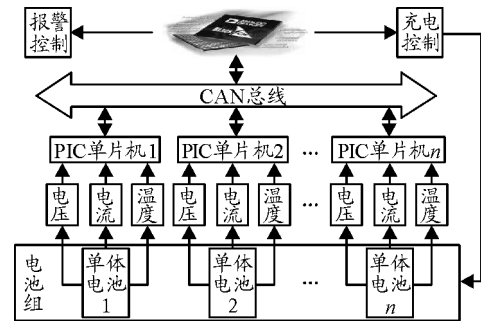 报警
控制
充电
控制
CAN总线
PIC单片机1 PIC单片机2 ... PIC单片机n
电压 电流 温度 电压 电流 温度 ... 电压 电流 温度
电池组
单体电池1
单体电池2
...
单体电池n